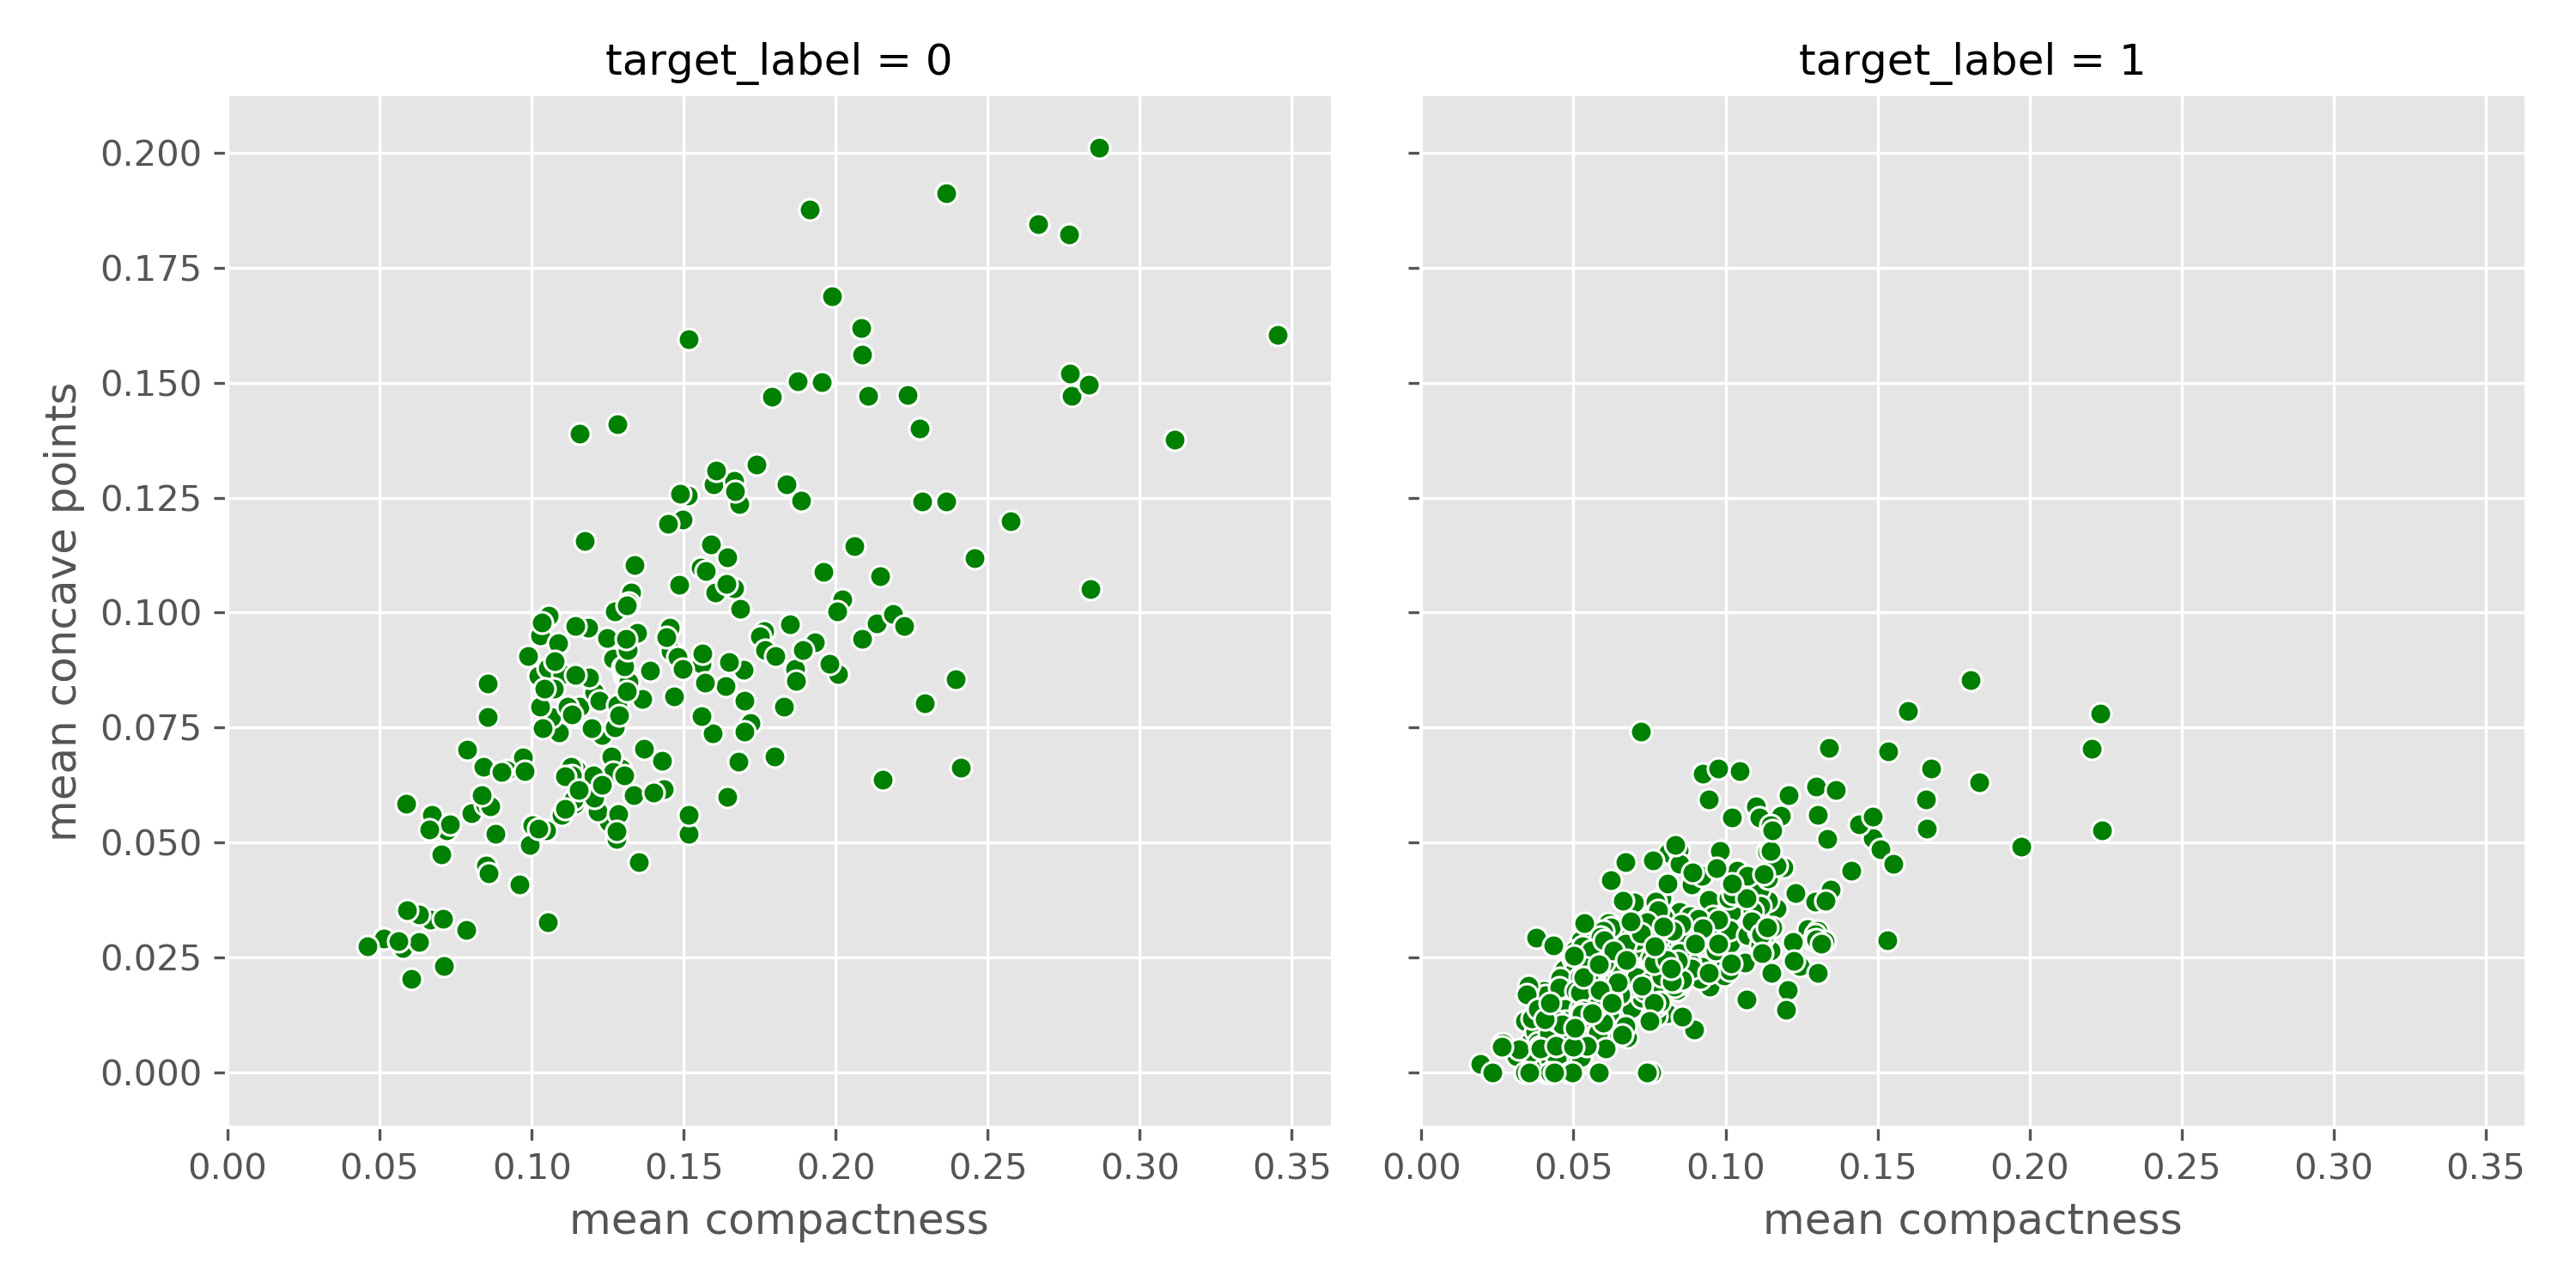 target_label = 0
target_label = 1
mean concave points
0.200
0.175
0.150
0.125
0.100
0.075
0.050
0.025
0.000
0.00 0.05 0.10 0.15 0.20 0.25 0.30 0.35
0.00 0.05 0.10 0.15 0.20 0.25 0.30 0.35
mean compactness
mean compactness